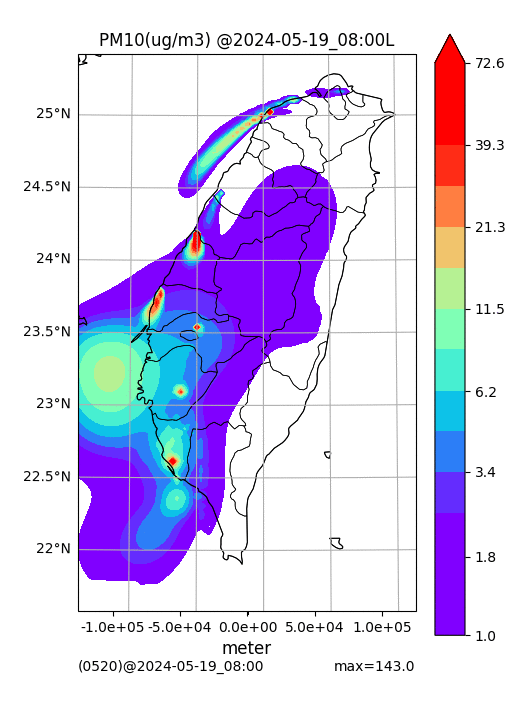 PM10(ug/m3) @2024-05-19_08:00L
72.6
39.3
21.3
11.5
6.2
3.4
1.8
1.0
25°N
24.5°N
24°N
23.5°N
23°N
22.5°N
22°N
-1.0e+05 -5.0e+04 0.0e+00 5.0e+04 1.0e+05
meter
(0520)@2024-05-19_08:00 max=143.0